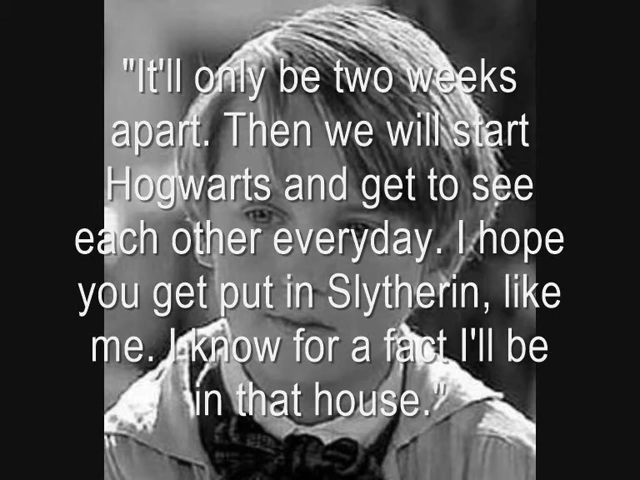 "It'll only be two weeks
apart. Then we will start
Hogwarts and get to see
each other everyday. I hope
you get put in Slytherin, like
me. I know for a fact I'll be
in that house."